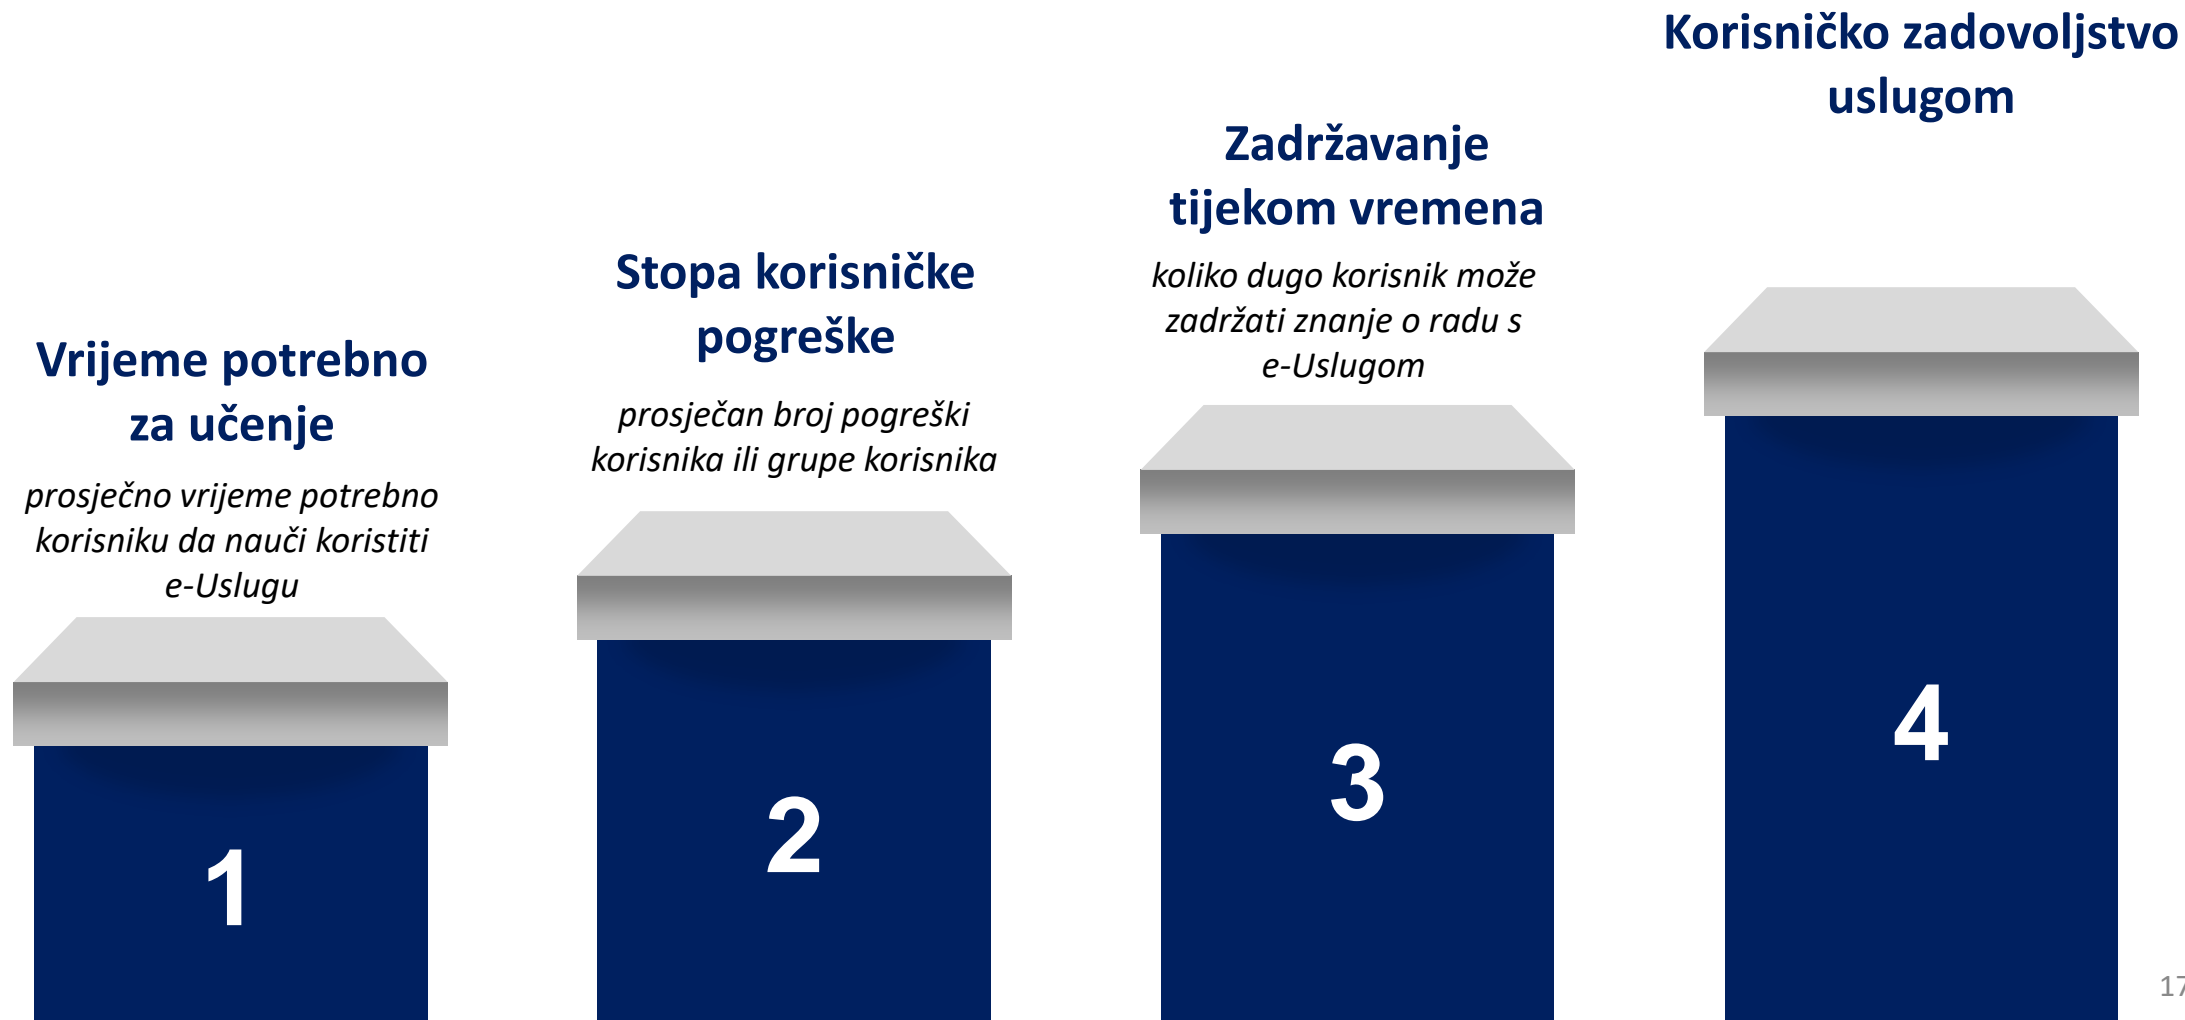 Vrijeme potrebno
za učenje
prosječno vrijeme potrebno
korisniku da nauči koristiti
e-Uslugu
1
Stopa korisničke
pogreške
prosječan broj pogreški
korisnika ili grupe korisnika
2
Zadržavanje
tijekom vremena
koliko dugo korisnik može
zadržati znanje o radu s
e-Uslugom
3
Korisničko zadovoljstvo
uslugom
4
17